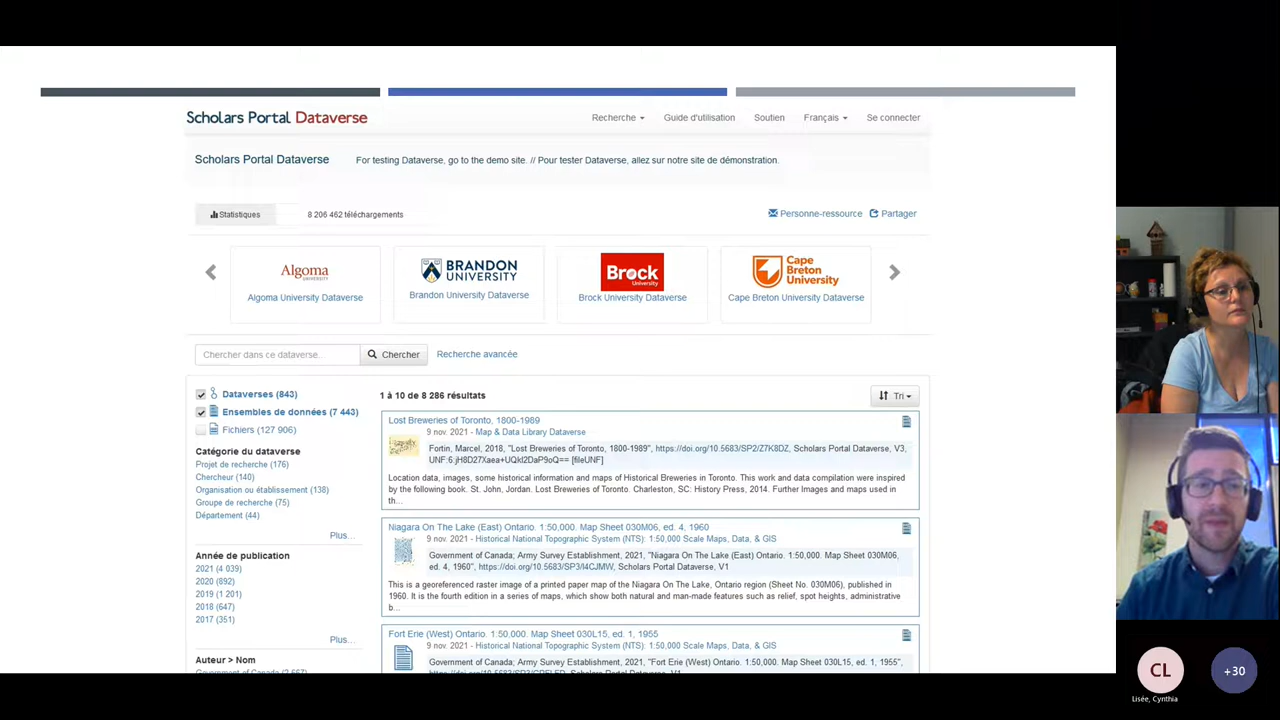 Scholars Portal Dataverse
Recherche
Guide d'utilisation
Soutien
Français
Se connecter
Scholars Portal Dataverse
For testing Dataverse, go to the demo site. // Pour tester Dataverse, allez sur notre site de démonstration.
Statistiques
8 206 462 téléchargements
Personne-ressource
Partager
Algoma
UNIVERSITY
Algoma University Dataverse
BRANDON
UNIVERSITY
Brandon University Dataverse
Brock
University
Brock University Dataverse
Cape
Breton
University
Cape Breton University Dataverse
Chercher dans ce dataverse..
Chercher
Recherche avancée
Dataverses (843)
Ensembles de données (7 443)
Fichiers (127 906)
Catégorie du dataverse
Projet de recherche (176)
Chercheur (140)
Organisation ou établissement (138)
Groupe de recherche (75)
Département (44)
Plus...
Année de publication
2021 (4 039)
2020 (892)
2019 (1 201)
2018 (647)
2017 (351)
Plus...
Auteur > Nom
1 à 10 de 8 286 résultats
Tri
Lost Breweries of Toronto, 1800-1989
9 nov. 2021 - Map & Data Library Dataverse
Fortin, Marcel, 2018, "Lost Breweries of Toronto, 1800-1989", https://doi.org/10.5683/SP2/Z7K8DZ, Scholars Portal Dataverse, V3,
UNF:6:jH8D27Xaea+UQkI2DaP9oQ== [fileUNF]
Location data, images, some historical information and maps of Historical Breweries in Toronto. This work and data compilation were inspired
by the following book. St. John, Jordan. Lost Breweries of Toronto. Charleston, SC: History Press, 2014. Further Images and maps used in
th...
Niagara On The Lake (East) Ontario. 1:50,000. Map Sheet 030M06, ed. 4, 1960
9 nov. 2021 - Historical National Topographic System (NTS): 1:50,000 Scale Maps, Data, & GIS
Government of Canada; Army Survey Establishment, 2021, "Niagara On The Lake (East) Ontario. 1:50,000. Map Sheet 030M06,
ed. 4, 1960", https://doi.org/10.5683/SP3/I4CJMW, Scholars Portal Dataverse, V1
This is a georeferenced raster image of a printed paper map of the Niagara On The Lake, Ontario region (Sheet No. 030M06), published in
1960. It is the fourth edition in a series of maps, which show both natural and man-made features such as relief, spot heights, administrative
b...
Fort Erie (West) Ontario. 1:50,000. Map Sheet 030L15, ed. 1, 1955
9 nov. 2021 - Historical National Topographic System (NTS): 1:50,000 Scale Maps, Data, & GIS
Government of Canada; Army Survey Establishment, 2021, "Fort Erie (West) Ontario. 1:50,000. Map Sheet 030L15, ed. 1, 1955",
CL
Lisée, Cynthia
+30